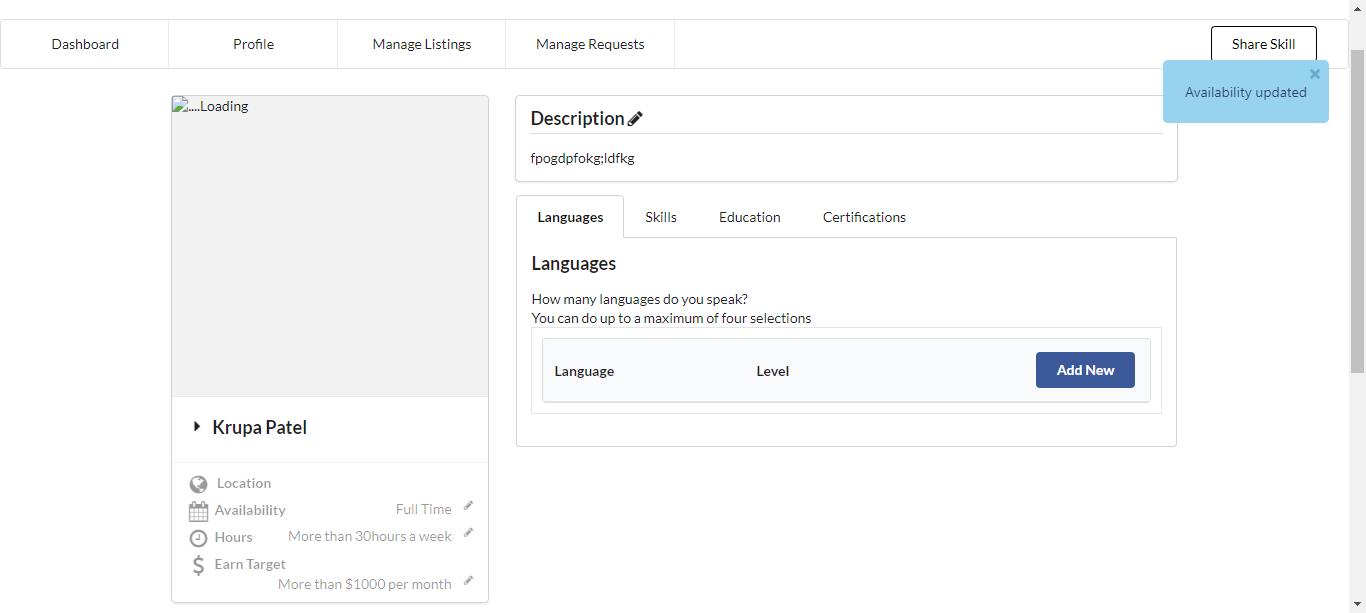 Dashboard
Profile
Manage Listings
Manage Requests
Share Skill
Availability updated
....Loading
Description
fpogdpfokg;ldfkg
Languages
Skills
Education
Certifications
Languages
How many languages do you speak?
You can do up to a maximum of four selections
Language
Level
Add New
Krupa Patel
Location
Availability
Full Time
Hours
More than 30hours a week
Earn Target
More than $1000 per month